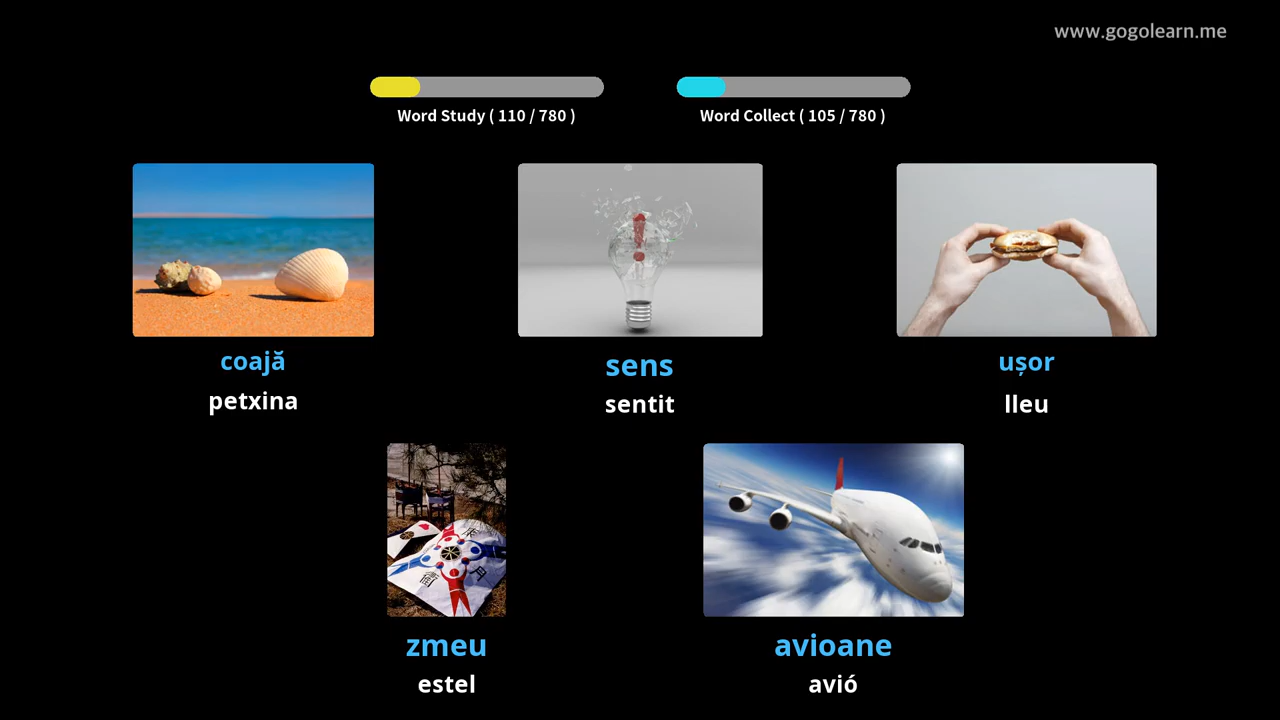 www.gogolearn.me
Word Study ( 110 / 780 )
Word Collect ( 105 / 780 )
coajă
petxina
sens
sentit
ușor
lleu
zmeu
estel
avioane
avió